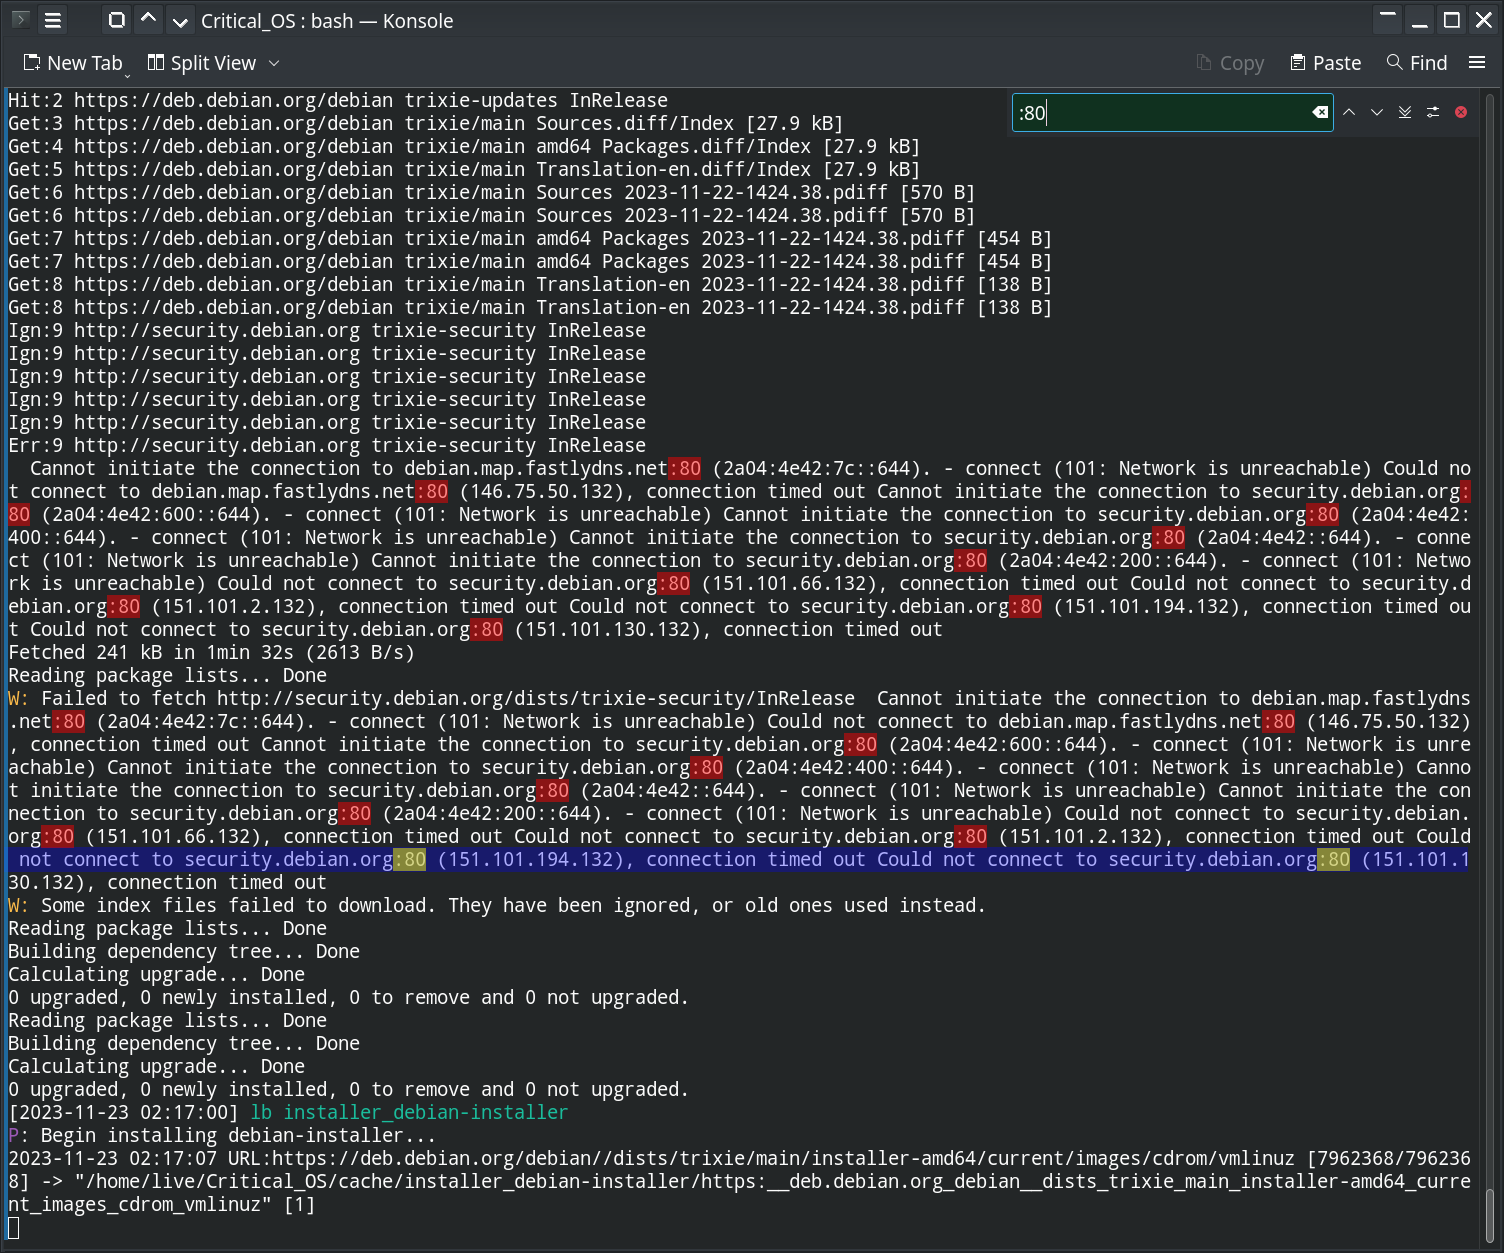 Critical_OS : bash — Konsole
New Tab
Split View
Copy
Paste
Find
:80
Hit:2 https://deb.debian.org/debian trixie-updates InRelease
Get:3 https://deb.debian.org/debian trixie/main Sources.diff/Index [27.9 kB]
Get:4 https://deb.debian.org/debian trixie/main amd64 Packages.diff/Index [27.9 kB]
Get:5 https://deb.debian.org/debian trixie/main Translation-en.diff/Index [27.9 kB]
Get:6 https://deb.debian.org/debian trixie/main Sources 2023-11-22-1424.38.pdiff [570 B]
Get:6 https://deb.debian.org/debian trixie/main Sources 2023-11-22-1424.38.pdiff [570 B]
Get:7 https://deb.debian.org/debian trixie/main amd64 Packages 2023-11-22-1424.38.pdiff [454 B]
Get:7 https://deb.debian.org/debian trixie/main amd64 Packages 2023-11-22-1424.38.pdiff [454 B]
Get:8 https://deb.debian.org/debian trixie/main Translation-en 2023-11-22-1424.38.pdiff [138 B]
Get:8 https://deb.debian.org/debian trixie/main Translation-en 2023-11-22-1424.38.pdiff [138 B]
Ign:9 http://security.debian.org trixie-security InRelease
Ign:9 http://security.debian.org trixie-security InRelease
Ign:9 http://security.debian.org trixie-security InRelease
Ign:9 http://security.debian.org trixie-security InRelease
Ign:9 http://security.debian.org trixie-security InRelease
Err:9 http://security.debian.org trixie-security InRelease
  Cannot initiate the connection to debian.map.fastlydns.net:80 (2a04:4e42:7c::644). - connect (101: Network is unreachable) Could no
t connect to debian.map.fastlydns.net:80 (146.75.50.132), connection timed out Cannot initiate the connection to security.debian.org:
80 (2a04:4e42:600::644). - connect (101: Network is unreachable) Cannot initiate the connection to security.debian.org:80 (2a04:4e42:
400::644). - connect (101: Network is unreachable) Cannot initiate the connection to security.debian.org:80 (2a04:4e42::644). - conne
ct (101: Network is unreachable) Cannot initiate the connection to security.debian.org:80 (2a04:4e42:200::644). - connect (101: Netwo
rk is unreachable) Could not connect to security.debian.org:80 (151.101.66.132), connection timed out Could not connect to security.d
ebian.org:80 (151.101.2.132), connection timed out Could not connect to security.debian.org:80 (151.101.194.132), connection timed ou
t Could not connect to security.debian.org:80 (151.101.130.132), connection timed out
Fetched 241 kB in 1min 32s (2613 B/s)
Reading package lists... Done
W: Failed to fetch http://security.debian.org/dists/trixie-security/InRelease  Cannot initiate the connection to debian.map.fastlydns
.net:80 (2a04:4e42:7c::644). - connect (101: Network is unreachable) Could not connect to debian.map.fastlydns.net:80 (146.75.50.132)
, connection timed out Cannot initiate the connection to security.debian.org:80 (2a04:4e42:600::644). - connect (101: Network is unre
achable) Cannot initiate the connection to security.debian.org:80 (2a04:4e42:400::644). - connect (101: Network is unreachable) Canno
t initiate the connection to security.debian.org:80 (2a04:4e42::644). - connect (101: Network is unreachable) Cannot initiate the con
nection to security.debian.org:80 (2a04:4e42:200::644). - connect (101: Network is unreachable) Could not connect to security.debian.
org:80 (151.101.66.132), connection timed out Could not connect to security.debian.org:80 (151.101.2.132), connection timed out Could
 not connect to security.debian.org:80 (151.101.194.132), connection timed out Could not connect to security.debian.org:80 (151.101.1
30.132), connection timed out
W: Some index files failed to download. They have been ignored, or old ones used instead.
Reading package lists... Done
Building dependency tree... Done
Calculating upgrade... Done
0 upgraded, 0 newly installed, 0 to remove and 0 not upgraded.
Reading package lists... Done
Building dependency tree... Done
Calculating upgrade... Done
0 upgraded, 0 newly installed, 0 to remove and 0 not upgraded.
[2023-11-23 02:17:00] lb installer_debian-installer
P: Begin installing debian-installer...
2023-11-23 02:17:07 URL:https://deb.debian.org/debian//dists/trixie/main/installer-amd64/current/images/cdrom/vmlinuz [7962368/796236
8] -> "/home/live/Critical_OS/cache/installer_debian-installer/https:__deb.debian.org_debian__dists_trixie_main_installer-amd64_curre
nt_images_cdrom_vmlinuz" [1]